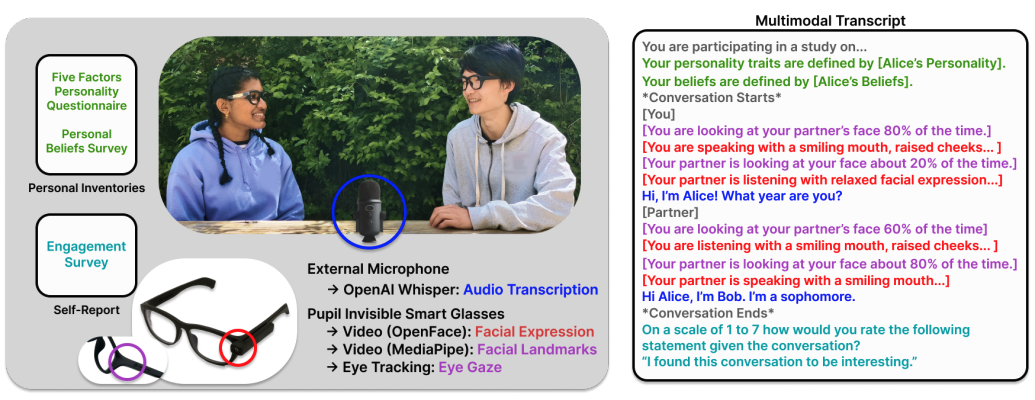 Five Factors
Personality
Questionnaire
Personal
Beliefs Survey
Personal Inventories
Engagement
Survey
Self-Report
External Microphone
→ OpenAI Whisper: Audio Transcription
Pupil Invisible Smart Glasses
→ Video (OpenFace): Facial Expression
→ Video (MediaPipe): Facial Landmarks
→ Eye Tracking: Eye Gaze
Multimodal Transcript
You are participating in a study on...
Your personality traits are defined by [Alice's Personality].
Your beliefs are defined by [Alice's Beliefs].
*Conversation Starts*
[You]
[You are looking at your partner's face 80% of the time.]
[You are speaking with a smiling mouth, raised cheeks... ]
[Your partner is looking at your face about 20% of the time.]
[Your partner is listening with relaxed facial expression...]
Hi, I'm Alice! What year are you?
[Partner]
[You are looking at your partner's face 60% of the time]
[You are listening with a smiling mouth, raised cheeks... ]
[Your partner is looking at your face about 80% of the time.]
[Your partner is speaking with a smiling mouth...]
Hi Alice, I'm Bob. I'm a sophomore.
*Conversation Ends*
On a scale of 1 to 7 how would you rate the following
statement given the conversation?
"I found this conversation to be interesting."